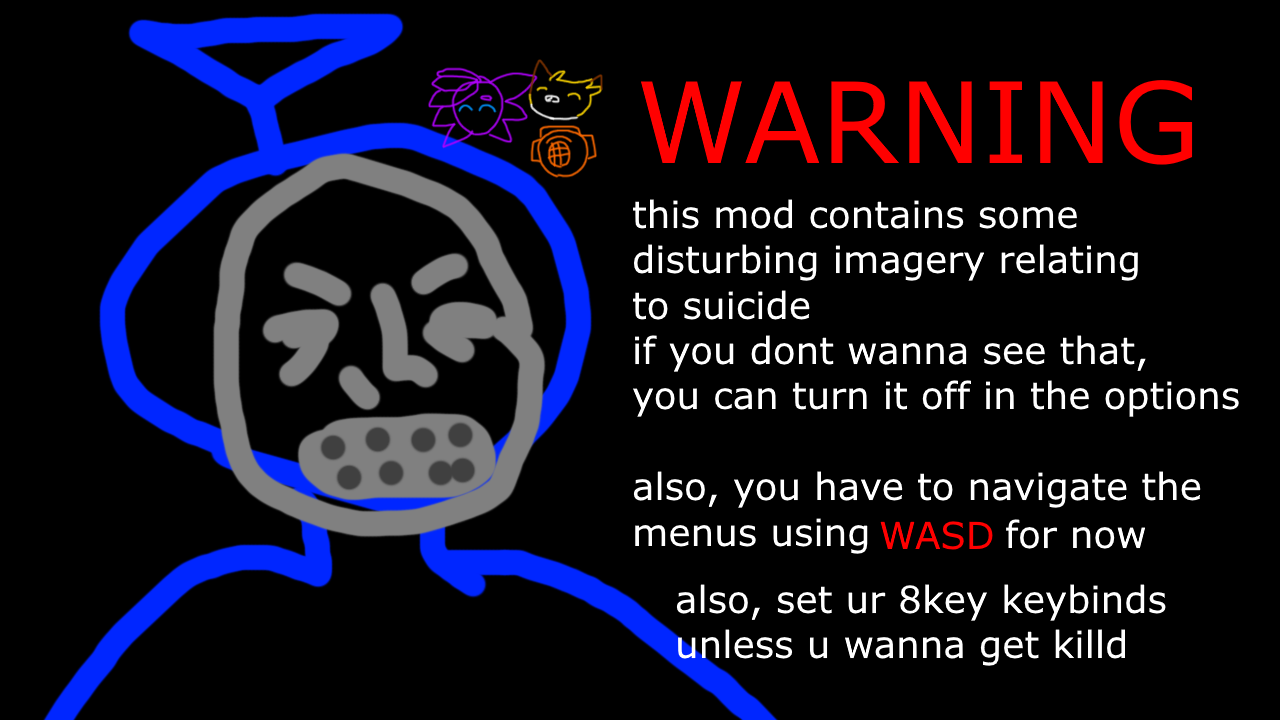 WARNING
this mod contains some
disturbing imagery relating
to suicide
if you dont wanna see that,
you can turn it off in the options
also, you have to navigate the
menus using WASD for now
also, set ur 8key keybinds
unless u wanna get killd